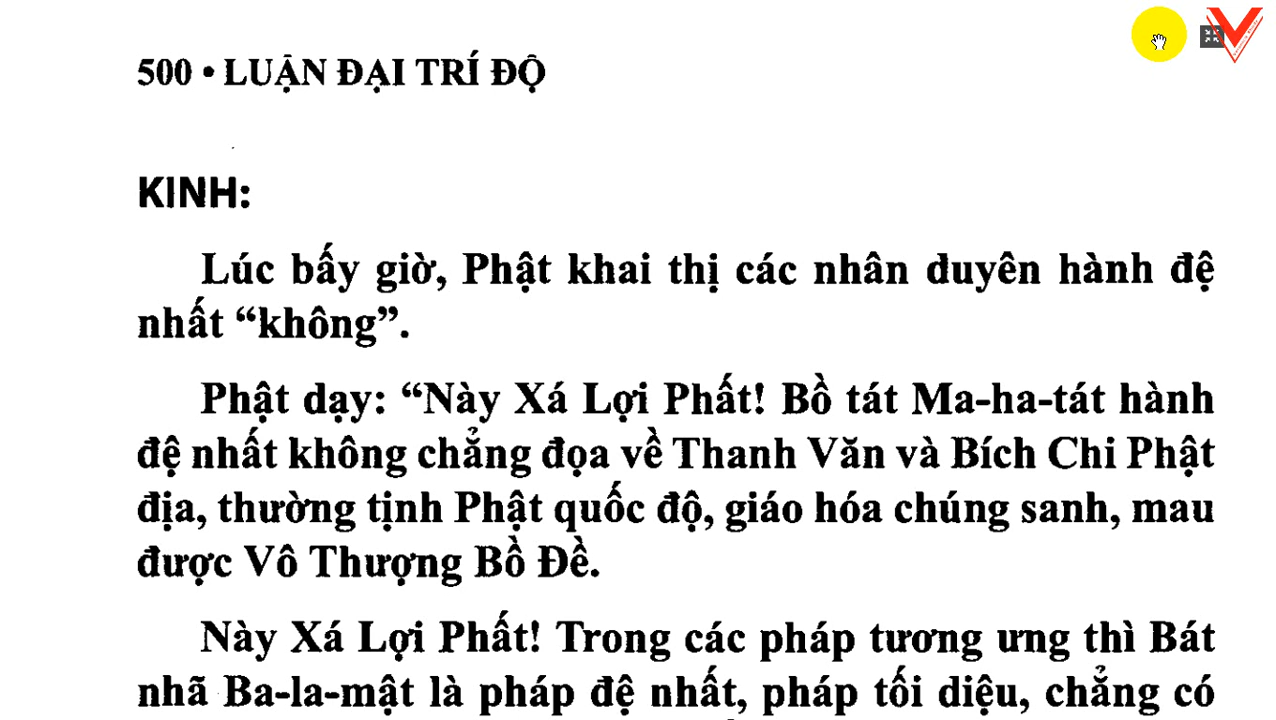 500 • LUẬN ĐẠI TRÍ ĐỘ
KINH:
Lúc bấy giờ, Phật khai thị các nhân duyên hành đệ
nhất “không”.
Phật dạy: “Này Xá Lợi Phất! Bồ tát Ma-ha-tát hành
đệ nhất không chẳng đọa về Thanh Văn và Bích Chi Phật
địa, thường tịnh Phật quốc độ, giáo hóa chúng sanh, mau
được Vô Thượng Bồ Đề.
Này Xá Lợi Phất! Trong các pháp tương ưng thì Bát
nhã Ba-la-mật là pháp đệ nhất, pháp tối diệu, chẳng có